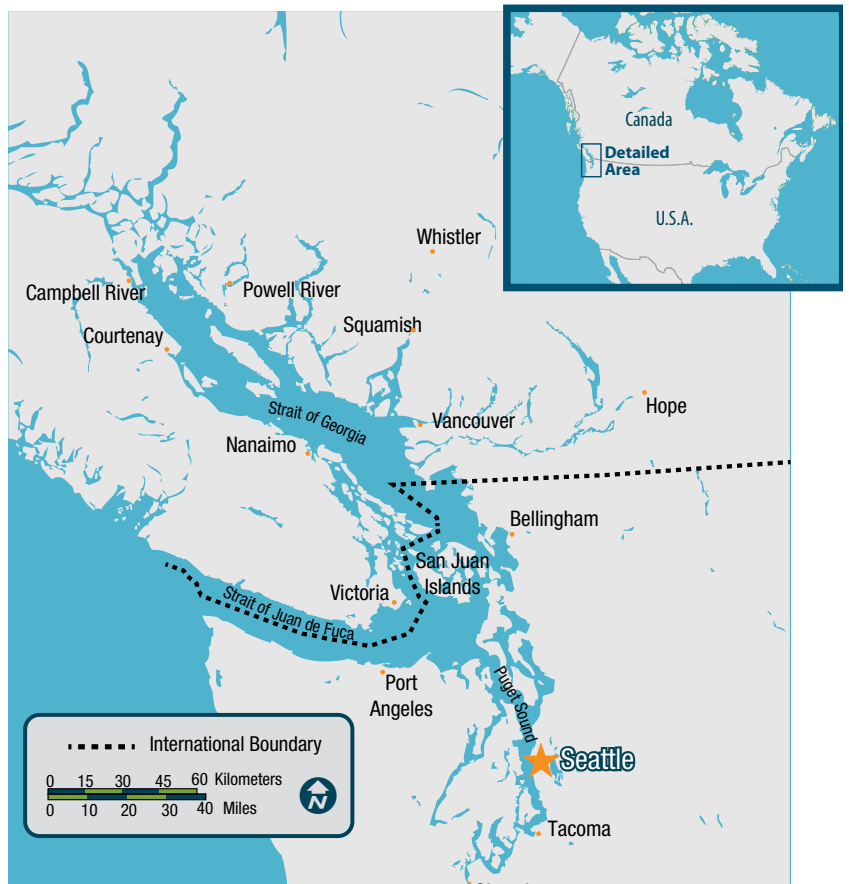 Canada
Detailed
Area
U.S.A.
Whistler
Campbell River
Powell River
Courtenay
Squamish
Strait of Georgia
Vancouver
Hope
Nanaimo
Bellingham
San Juan
Islands
Victoria
Strait of Juan de Fuca
Port
Angeles
Puget Sound
Seattle
Tacoma
International Boundary
0 15 30 45 60 Kilometers
0 10 20 30 40 Miles
N